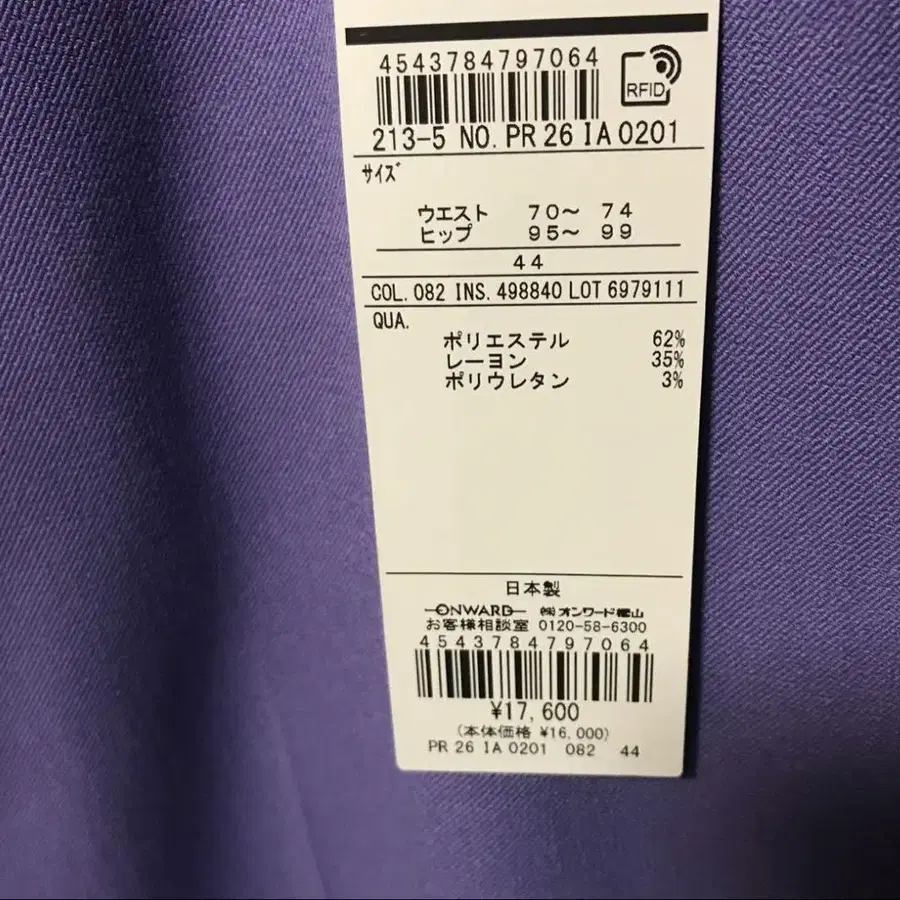 4543784797064
RFID
213-5 NO. PR 26 IA 0201
サイズ
ウエスト 70～ 74
ヒップ 95～ 99
44
COL. 082 INS. 498840 LOT 6979111
QUA.
ポリエステル 62%
レーヨン 35%
ポリウレタン 3%
日本製
ONWARD ㈱オンワード樫山
お客様相談室 0120-58-6300
4543784797064
¥17,600
(本体価格 ¥16,000)
PR 26 IA 0201 082 44